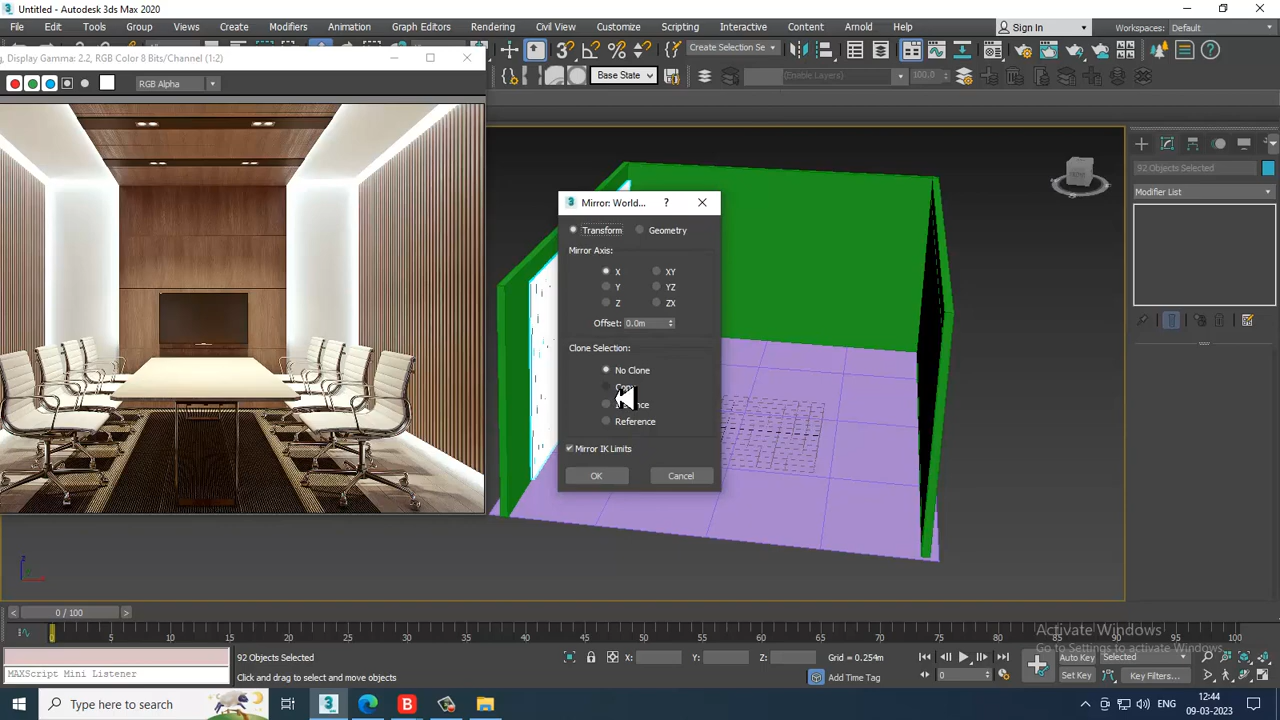 Untitled - Autodesk 3ds Max 2020
File Edit Tools Group Views Create Modifiers Animation Graph Editors Rendering Civil View Customize Scripting Interactive Content Arnold Help Sign In Workspaces: Default
g, Display Gamma: 2.2, RGB Color 8 Bits/Channel (1:2)
Create Selection Se
RGB Alpha
Base State
(Enable Layers)
100.0
92 Objects Selected
Modifier List
Mirror: World...
Transform Geometry
Mirror Axis:
X XY
Y YZ
Z ZX
Offset: 0.0m
Clone Selection:
No Clone
Reference
Mirror IK Limits
OK Cancel
0 / 100
0 5 10 15 20 25 30 35 40 45 50 55 60 65 70 75 80 85 90 95 100
Activate Windows
Go to Settings to activate Windows.
92 Objects Selected
X: Y: Z: Grid = 0.254m
Auto Key Selected
MAXScript Mini Listener
Click and drag to select and move objects
Add Time Tag
0
Set Key Key Filters...
Type here to search
ENG
12:44
09-03-2023